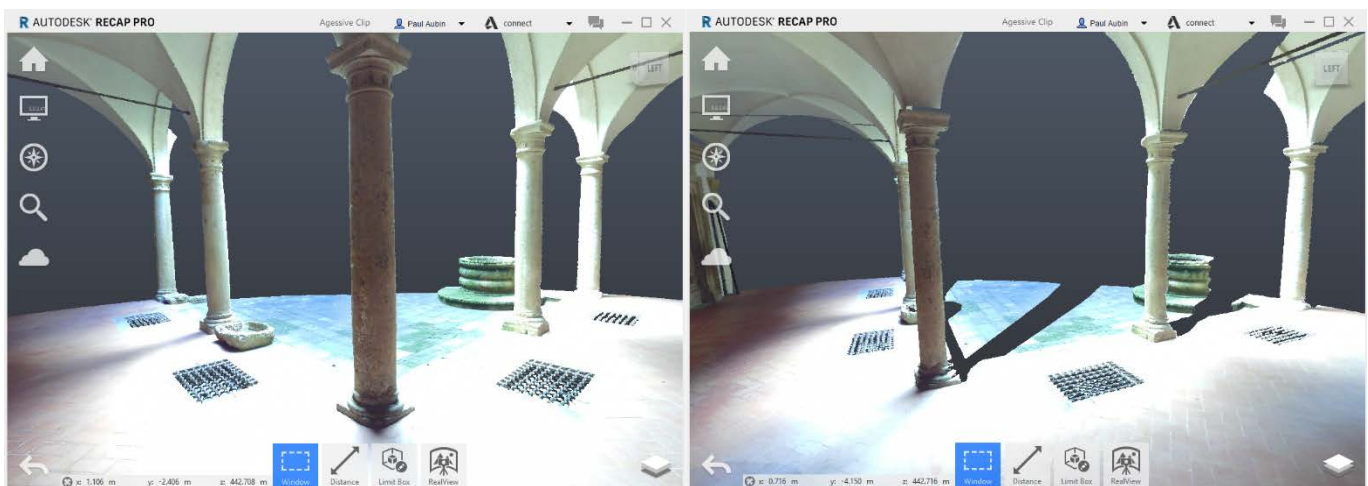 R AUTODESK® RECAP PRO Agessive Clip Paul Aubin connect
LEFT
Window Distance Limit Box RealView
x: 1.106 m y: -2.406 m z: 442.708 m
R AUTODESK® RECAP PRO Agessive Clip Paul Aubin connect
LEFT
Window Distance Limit Box RealView
x: 0.716 m y: -4.150 m z: 442.716 m